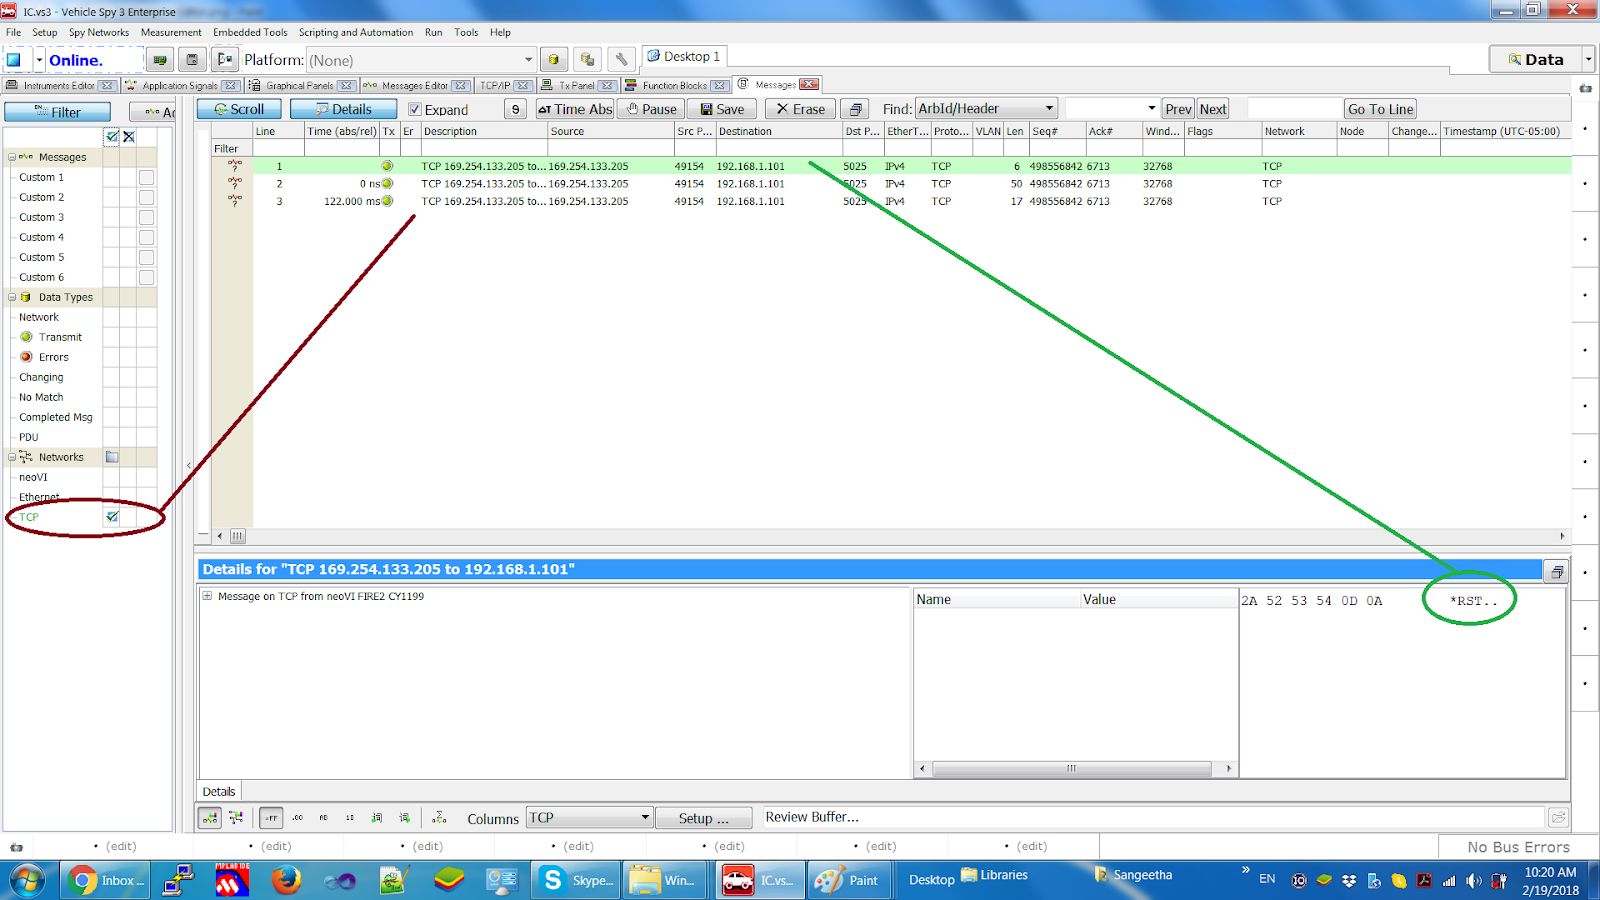 IC.vs3 - Vehicle Spy 3 Enterprise
File Setup Spy Networks Measurement Embedded Tools Scripting and Automation Run Tools Help
Online. Platform: (None) Desktop 1 Data
Instruments Editor Application Signals Graphical Panels Messages Editor TCP/IP Tx Panel Function Blocks Messages
Filter Ac Scroll Details Expand 9 ΔT Time Abs Pause Save Erase Find: ArbId/Header Prev Next Go To Line
Line Time (abs/rel) Tx Er Description Source Src P... Destination Dst P... EtherT... Proto... VLAN Len Seq# Ack# Wind... Flags Network Node Change... Timestamp (UTC-05:00)
Filter
1 TCP 169.254.133.205 to... 169.254.133.205 49154 192.168.1.101 5025 IPv4 TCP 6 498556842 6713 32768 TCP
2 0 ns TCP 169.254.133.205 to... 169.254.133.205 49154 192.168.1.101 5025 IPv4 TCP 50 498556842 6713 32768 TCP
3 122.000 ms TCP 169.254.133.205 to... 169.254.133.205 49154 192.168.1.101 5025 IPv4 TCP 17 498556842 6713 32768 TCP
Messages
Custom 1
Custom 2
Custom 3
Custom 4
Custom 5
Custom 6
Data Types
Network
Transmit
Errors
Changing
No Match
Completed Msg
PDU
Networks
neoVI
Ethernet
TCP
Details for "TCP 169.254.133.205 to 192.168.1.101"
Message on TCP from neoVI FIRE2 CY1199
Name Value
2A 52 53 54 0D 0A *RST..
Details
Columns TCP Setup ... Review Buffer...
(edit) (edit) (edit) (edit) (edit) (edit) (edit) No Bus Errors
Inbox ... Skype... Win... IC.vs... Paint Desktop Libraries Sangeetha » EN 10:20 AM
2/19/2018